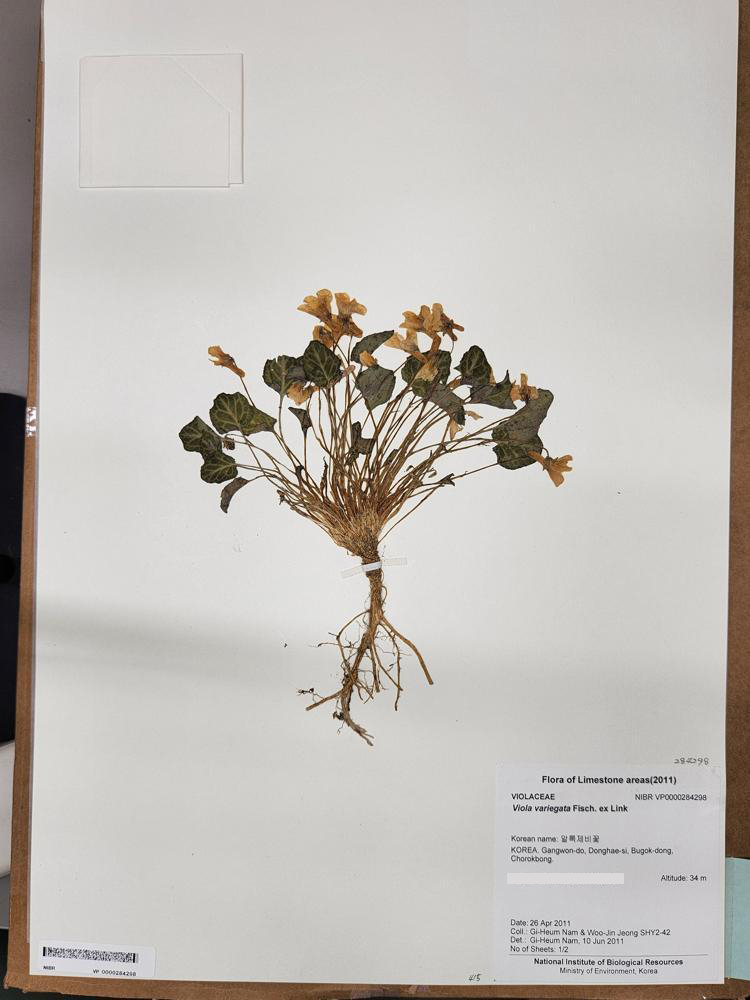 284298
Flora of Limestone areas(2011)
VIOLACEAE NIBR VP0000284298
Viola variegata Fisch. ex Link
Korean name: 알록제비꽃
KOREA. Gangwon-do, Donghae-si, Bugok-dong,
Chorokbong.
Altitude: 34 m
Date: 26 Apr 2011
Coll.: Gi-Heum Nam & Woo-Jin Jeong SHY2-42
Det.: Gi-Heum Nam, 10 Jun 2011
No of Sheets: 1/2
National Institute of Biological Resources
Ministry of Environment, Korea
NIBR VP 0000284298
415